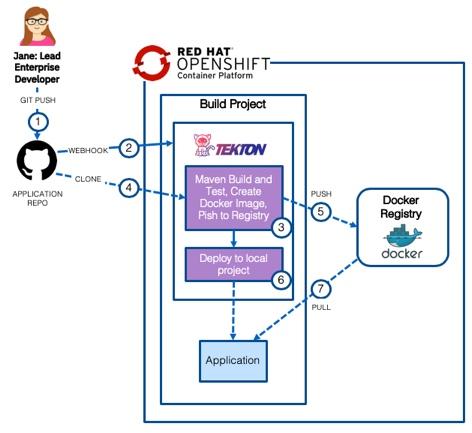 Jane: Lead
Enterprise
Developer
GIT PUSH
1
APPLICATION
REPO
WEBHOOK
2
CLONE
4
RED HAT®
OPENSHIFT
Container Platform
Build Project
TEKTON
Maven Build and
Test, Create
Docker Image,
Pish to Registry
3
Deploy to local
project
6
Application
PUSH
5
Docker
Registry
docker
7
PULL